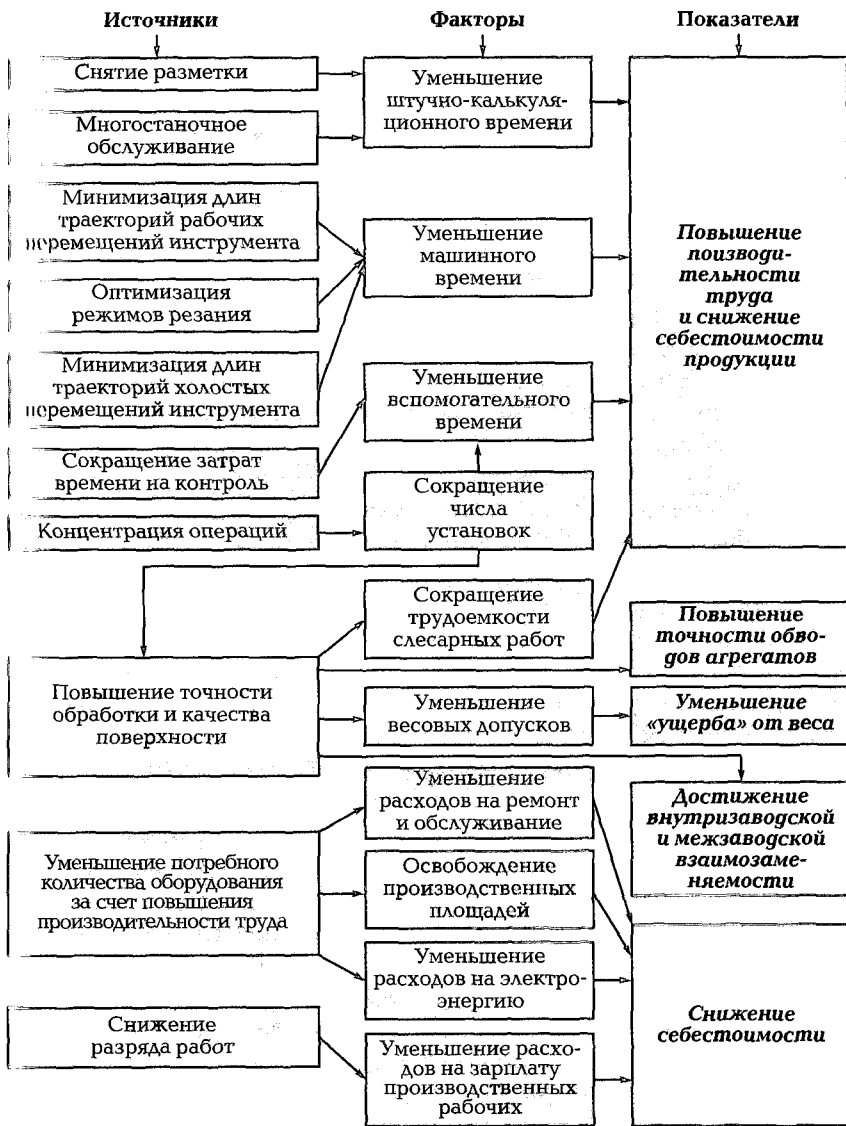 Источники
Факторы
Показатели
Снятие разметки
Многостаночное
обслуживание
Минимизация длин
траекторий рабочих
перемещений инструмента
Оптимизация
режимов резания
Минимизация длин
траекторий холостых
перемещений инструмента
Сокращение затрат
времени на контроль
Концентрация операций
Повышение точности
обработки и качества
поверхности
Уменьшение потребного
количества оборудования
за счет повышения
производительности труда
Снижение
разряда работ
Уменьшение
штучно-калькуля-
ционного времени
Уменьшение
машинного
времени
Уменьшение
вспомогательного
времени
Сокращение
числа
установок
Сокращение
трудоемкости
слесарных работ
Уменьшение
весовых допусков
Уменьшение
расходов на ремонт
и обслуживание
Освобождение
производственных
площадей
Уменьшение
расходов на электро-
энергию
Уменьшение расхо-
дов на зарплату
производственных
рабочих
Повышение
поизводи-
тельности
труда
и снижение
себестоимости
продукции
Повышение
точности обво-
дов агрегатов
Уменьшение
«ущерба» от веса
Достижение
внутризаводской
и межзаводской
взаимозаме-
няемости
Снижение
себестоимости